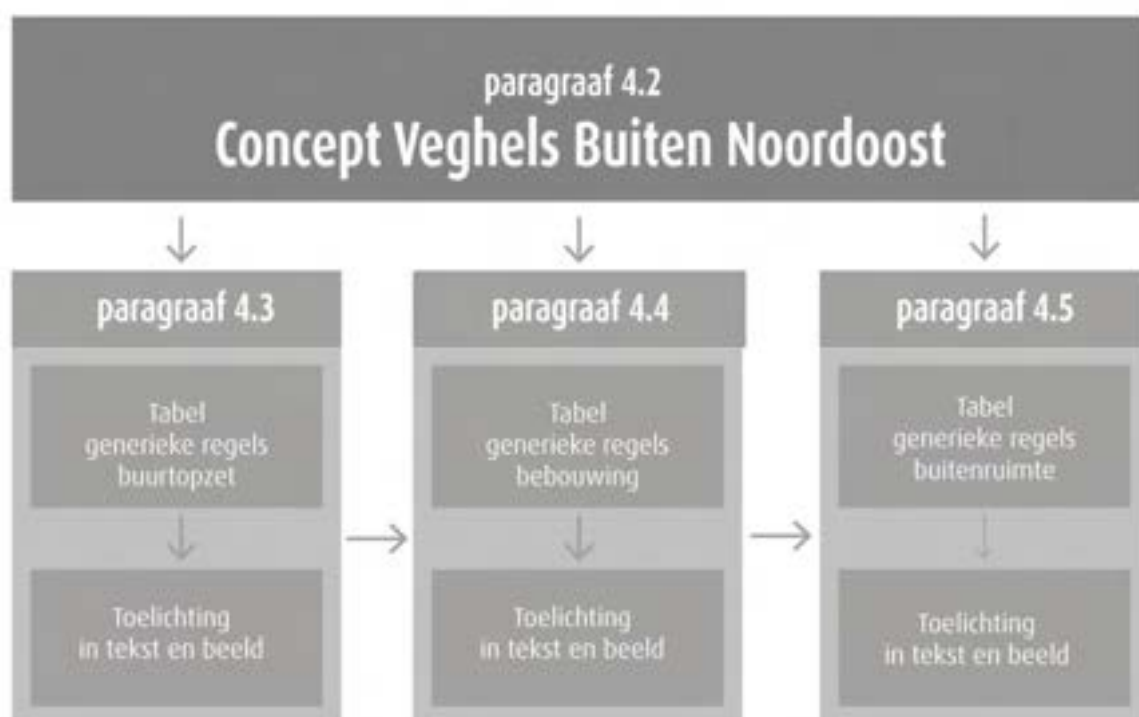 paragraaf 4.2
Concept Veghels Buiten Noordoost
paragraaf 4.3
Tabel
generieke regels
buurtopzet
Toelichting
in tekst en beeld
paragraaf 4.4
Tabel
generieke regels
bebouwing
Toelichting
in tekst en beeld
paragraaf 4.5
Tabel
generieke regels
buitenruimte
Toelichting
in tekst en beeld